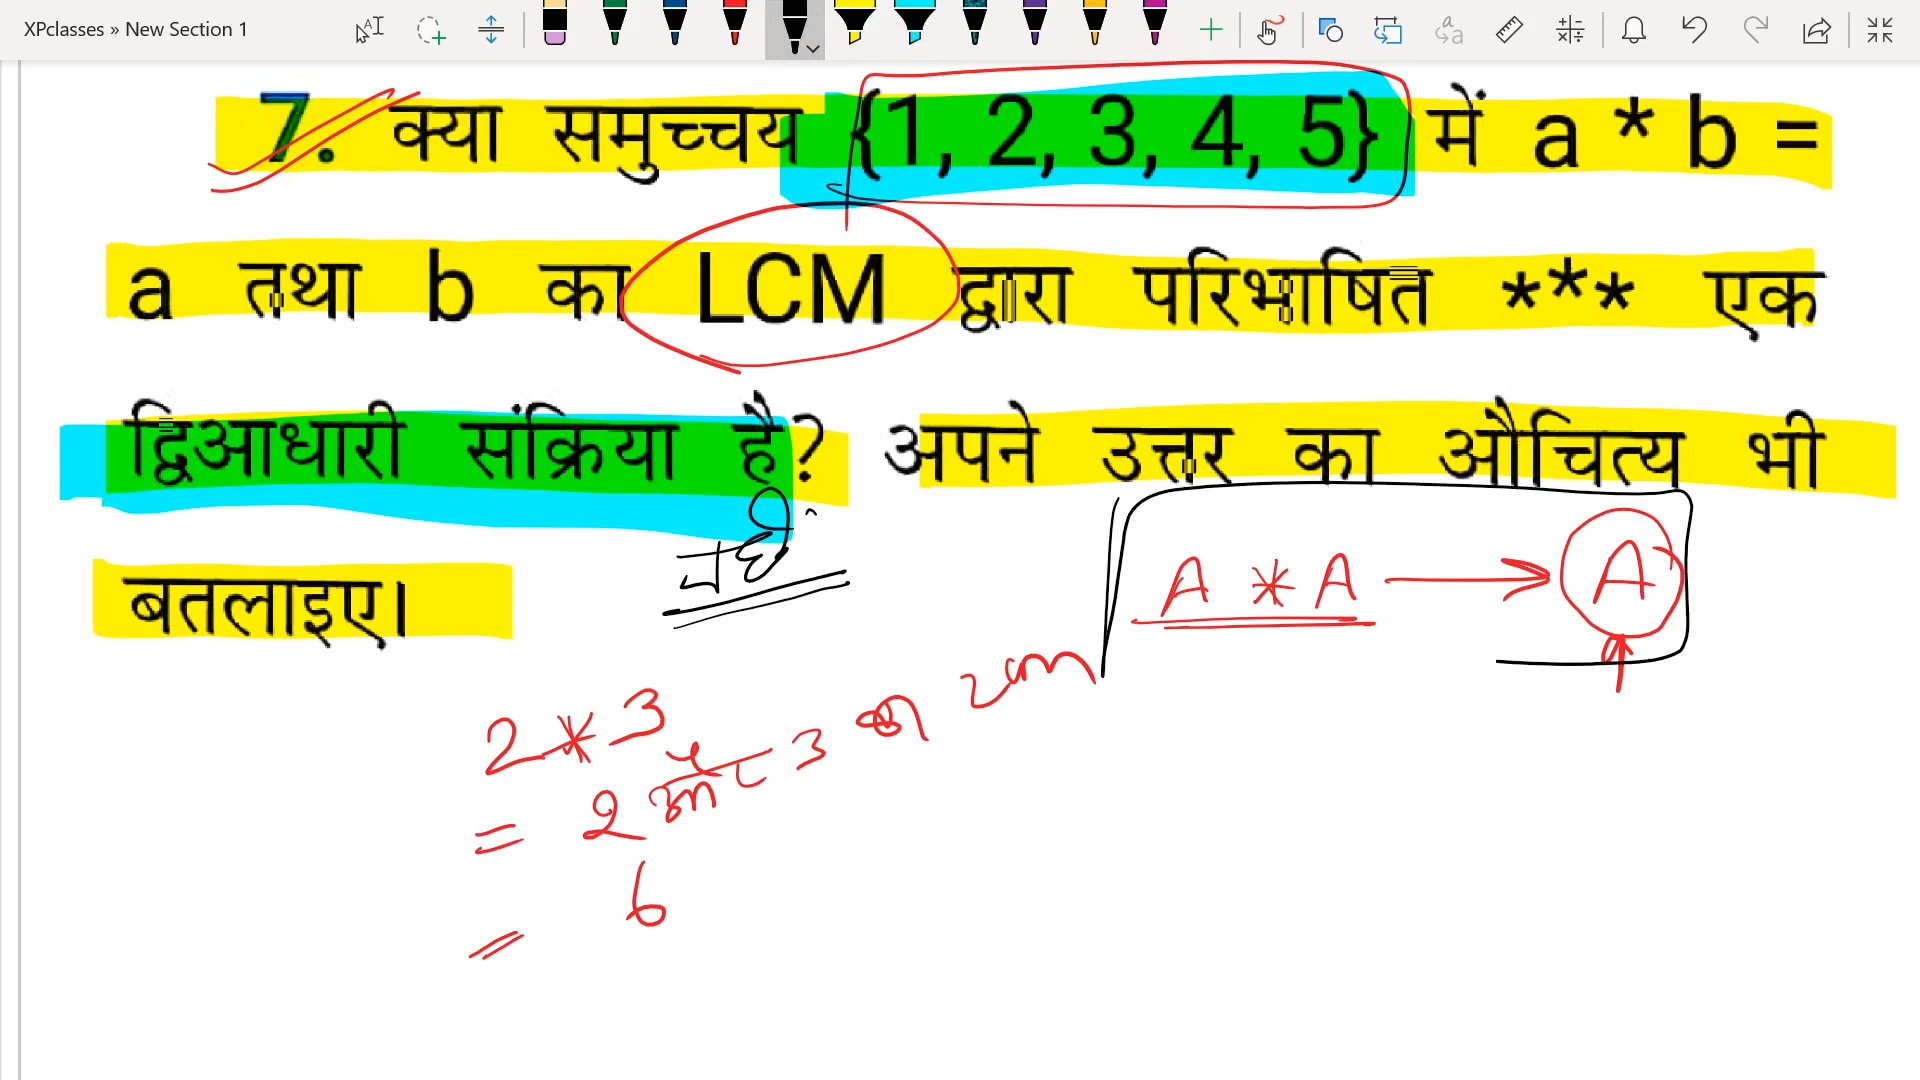 XPclasses » New Section 1
7. क्या समुच्चय {1, 2, 3, 4, 5} में a * b =
a तथा b का LCM द्वारा परिभाषित *** एक
द्विआधारी संक्रिया है? अपने उत्तर का औचित्य भी
बतलाइए।
नहीं
A * A → A
2 * 3
= 2 और 3 का LCM
= 6